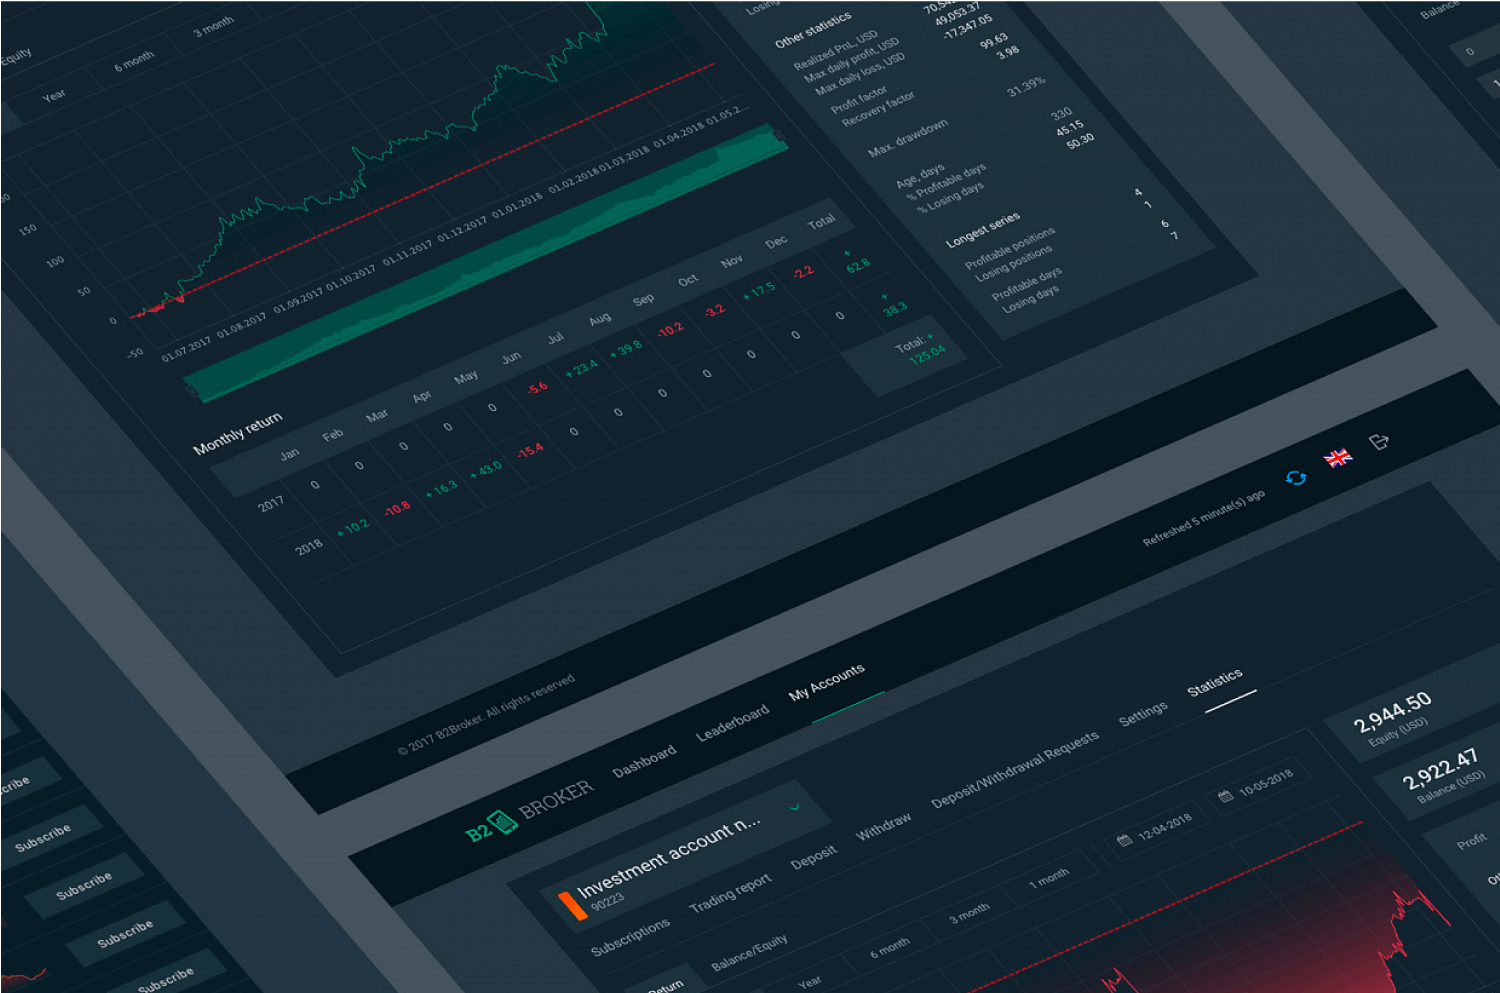 Equity
Year
6 month
3 month
150
100
50
0
-50
01.07.2017 01.08.2017 01.09.2017 01.10.2017 01.11.2017 01.12.2017 01.01.2018 01.02.2018 01.03.2018 01.04.2018 01.05.2...
Monthly return
Jan Feb Mar Apr May Jun Jul Aug Sep Oct Nov Dec Total
2017 0 0 0 0 0 -5.6 +23.4 +39.8 -10.2 -3.2 +17.5 -2.2 + 62.8
2018 +10.2 -10.8 +16.3 +43.0 -15.4 0 0 0 0 0 0 0 + 38.3
Total: + 125.04
Losing
Other statistics
Realized PnL, USD
Max daily profit, USD 49,053.37
Max daily loss, USD -17,347.05
Profit factor 99.63
Recovery factor 3.98
Max. drawdown 31.39%
Age, days 330
% Profitable days 45.15
% Losing days 50.30
Longest series
Profitable positions 4
Losing positions 1
Profitable days 6
Losing days 7
Balance
0
© 2017 B2Broker. All rights reserved
Subscribe
Subscribe
Subscribe
Subscribe
B2 BROKER
Dashboard
Leaderboard
My Accounts
Refreshed 5 minute(s) ago
Investment account n...
90223
Subscriptions
Trading report
Deposit
Withdraw
Deposit/Withdrawal Requests
Settings
Statistics
Return
Balance/Equity
Year
6 month
3 month
1 month
12-04-2018
10-05-2018
2,944.50
Equity (USD)
2,922.47
Balance (USD)
Profit